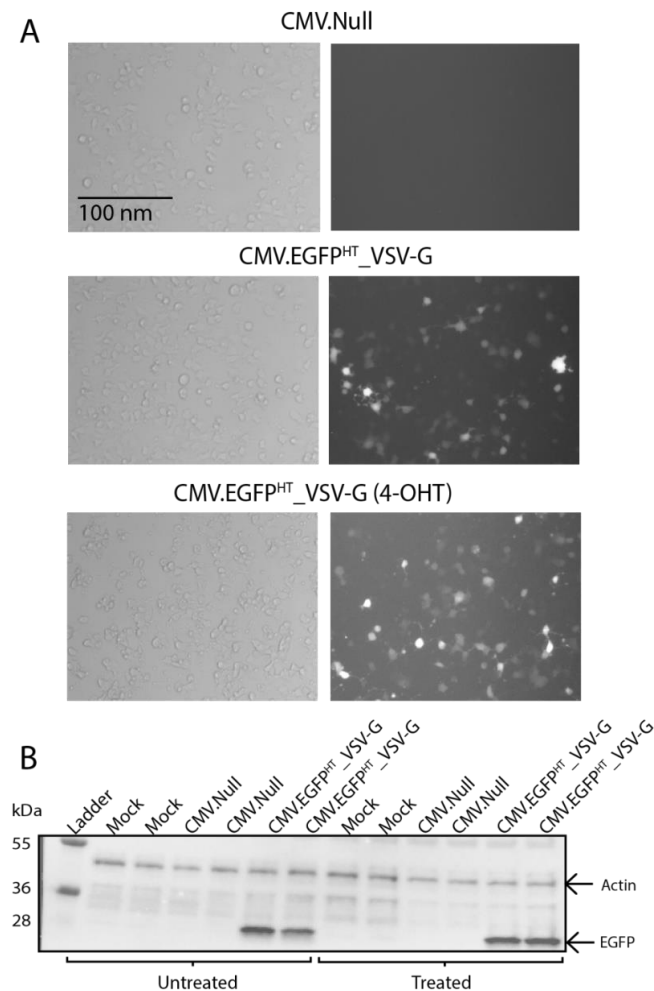 A
CMV.Null
100 nm
CMV.EGFPᴴᵀ_VSV-G
CMV.EGFPᴴᵀ_VSV-G (4-OHT)
B
kDa
Ladder
Mock
Mock
CMV.Null
CMV.Null
CMV.EGFPᴴᵀ_VSV-G
CMV.EGFPᴴᵀ_VSV-G
Mock
Mock
CMV.Null
CMV.Null
CMV.EGFPᴴᵀ_VSV-G
CMV.EGFPᴴᵀ_VSV-G
55
36
28
Actin
EGFP
Untreated
Treated